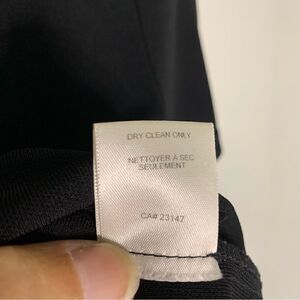 DRY CLEAN ONLY
NETTOYER À SEC
SEULEMENT
CA# 23147